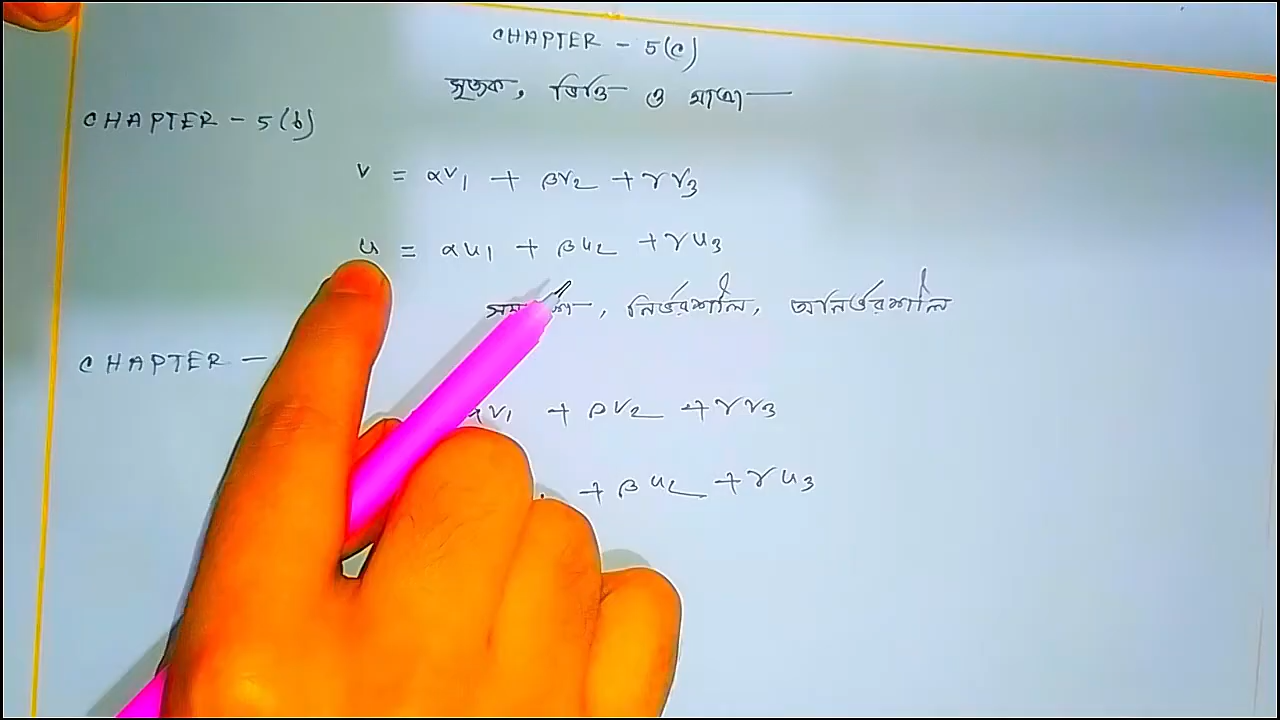 CHAPTER - 5(c)
সূতক, ভিত্তি ও মাত্রা
CHAPTER - 5(b)
v = αv₁ + βv₂ + γv₃
u = αu₁ + βu₂ + γu₃
, নির্ভরশীল, অনির্ভরশীল
CHAPTER -
αv₁ + βv₂ + γv₃
+ βu₂ + γu₃